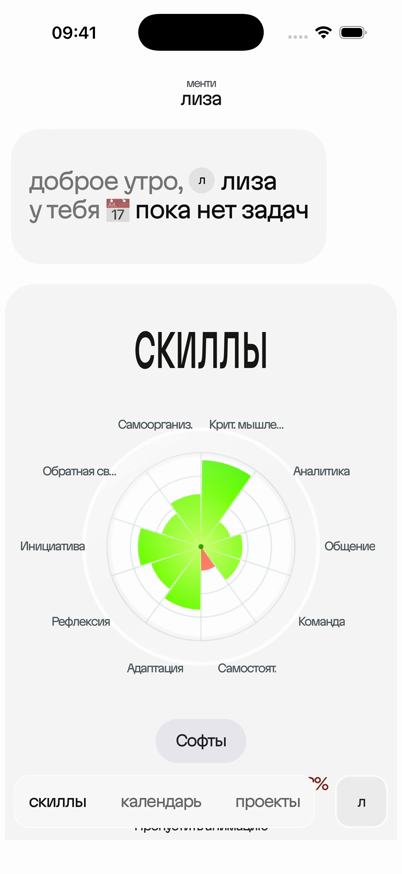 09:41
менти
лиза
доброе утро, л лиза
у тебя 17 пока нет задач
СКИЛЛЫ
Самоорганиз. Крит. мышле...
Обратная св... Аналитика
Инициатива Общение
Рефлексия Команда
Адаптация Самостоят.
Софты
%
скиллы календарь проекты л